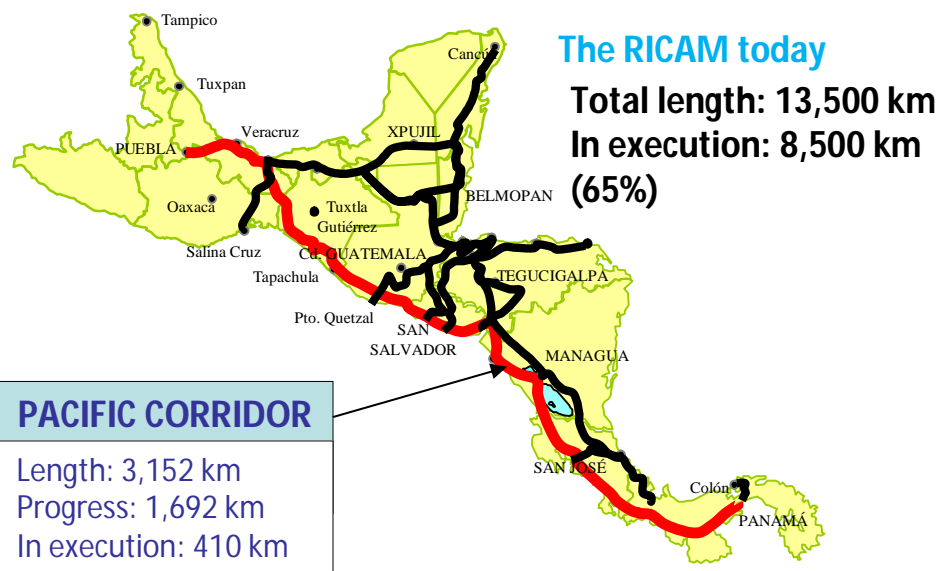 Tampico
The RICAM today
Cancún
Tuxpan
Total length: 13,500 km
Veracruz
XPUJIL
In execution: 8,500 km
PUEBLA
(65%)
BELMOPAN
Oaxaca
Tuxtla
Gutiérrez
Salina Cruz
Cd. GUATEMALA
Tapachula
TEGUCIGALPA
Pto. Quetzal
SAN
SALVADOR
MANAGUA
PACIFIC CORRIDOR
Length: 3,152 km
SAN JOSÉ
Colón
Progress: 1,692 km
PANAMÁ
In execution: 410 km